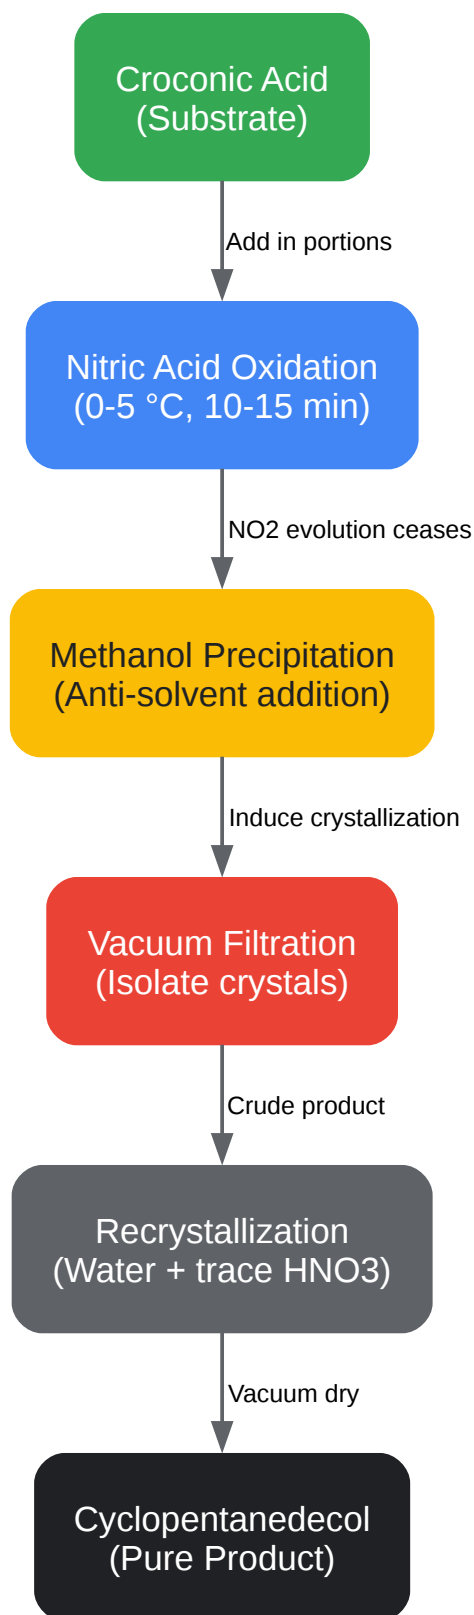 Croconic Acid
(Substrate)
Add in portions
Nitric Acid Oxidation
(0-5 °C, 10-15 min)
NO2 evolution ceases
Methanol Precipitation
(Anti-solvent addition)
Induce crystallization
Vacuum Filtration
(Isolate crystals)
Crude product
Recrystallization
(Water + trace HNO3)
Vacuum dry
Cyclopentanedecol
(Pure Product)